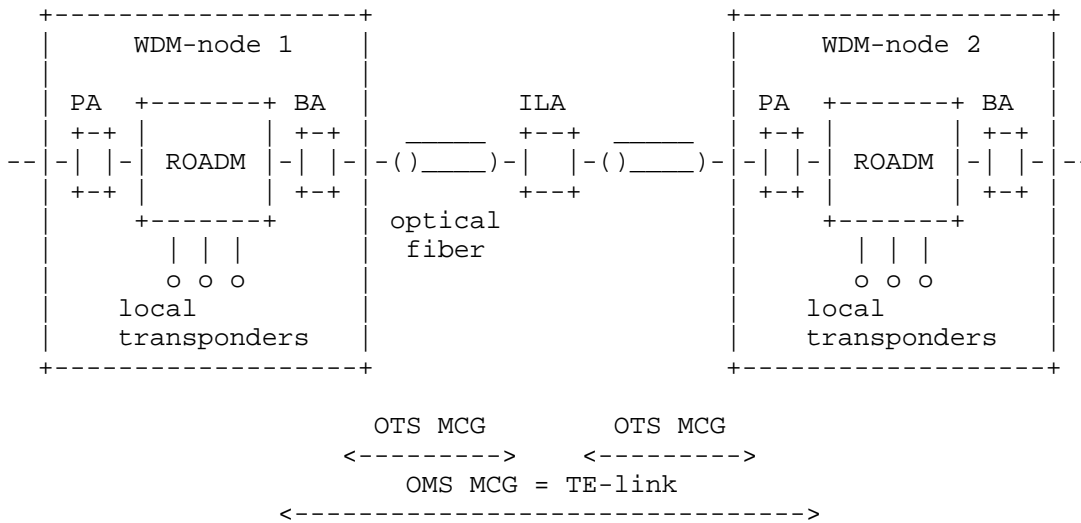 +-------------------+                       +-------------------+
|    WDM-node 1     |                       |    WDM-node 2     |
PA BA ILA PA BA
ROADM ROADM
optical
fiber
o o o o o o
local local
transponders transponders
OTS MCG OTS MCG
<---------> <--------->
OMS MCG = TE-link
<-------------------------------->